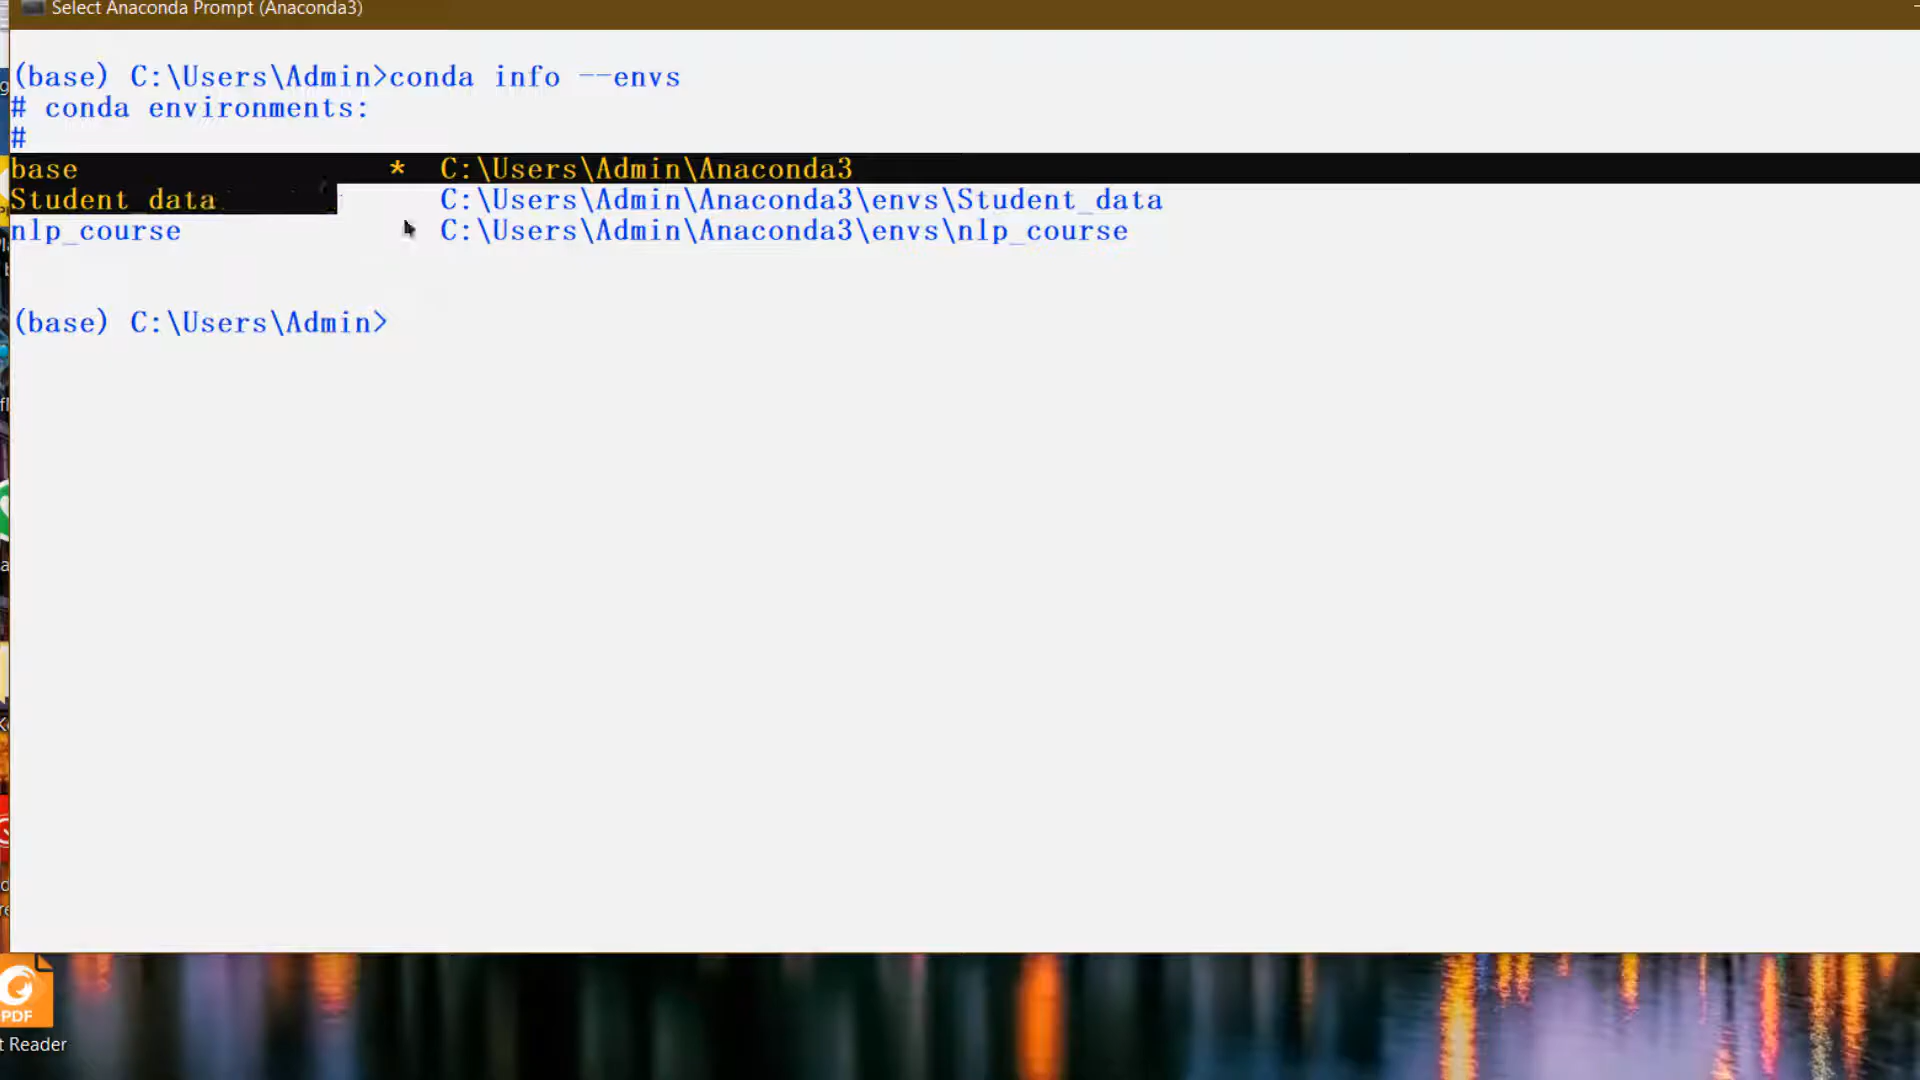 Select Anaconda Prompt (Anaconda3)
(base) C:\Users\Admin>conda info --envs
# conda environments:
#
base * C:\Users\Admin\Anaconda3
Student_data C:\Users\Admin\Anaconda3\envs\Student_data
nlp_course C:\Users\Admin\Anaconda3\envs\nlp_course
(base) C:\Users\Admin>
PDF
t Reader